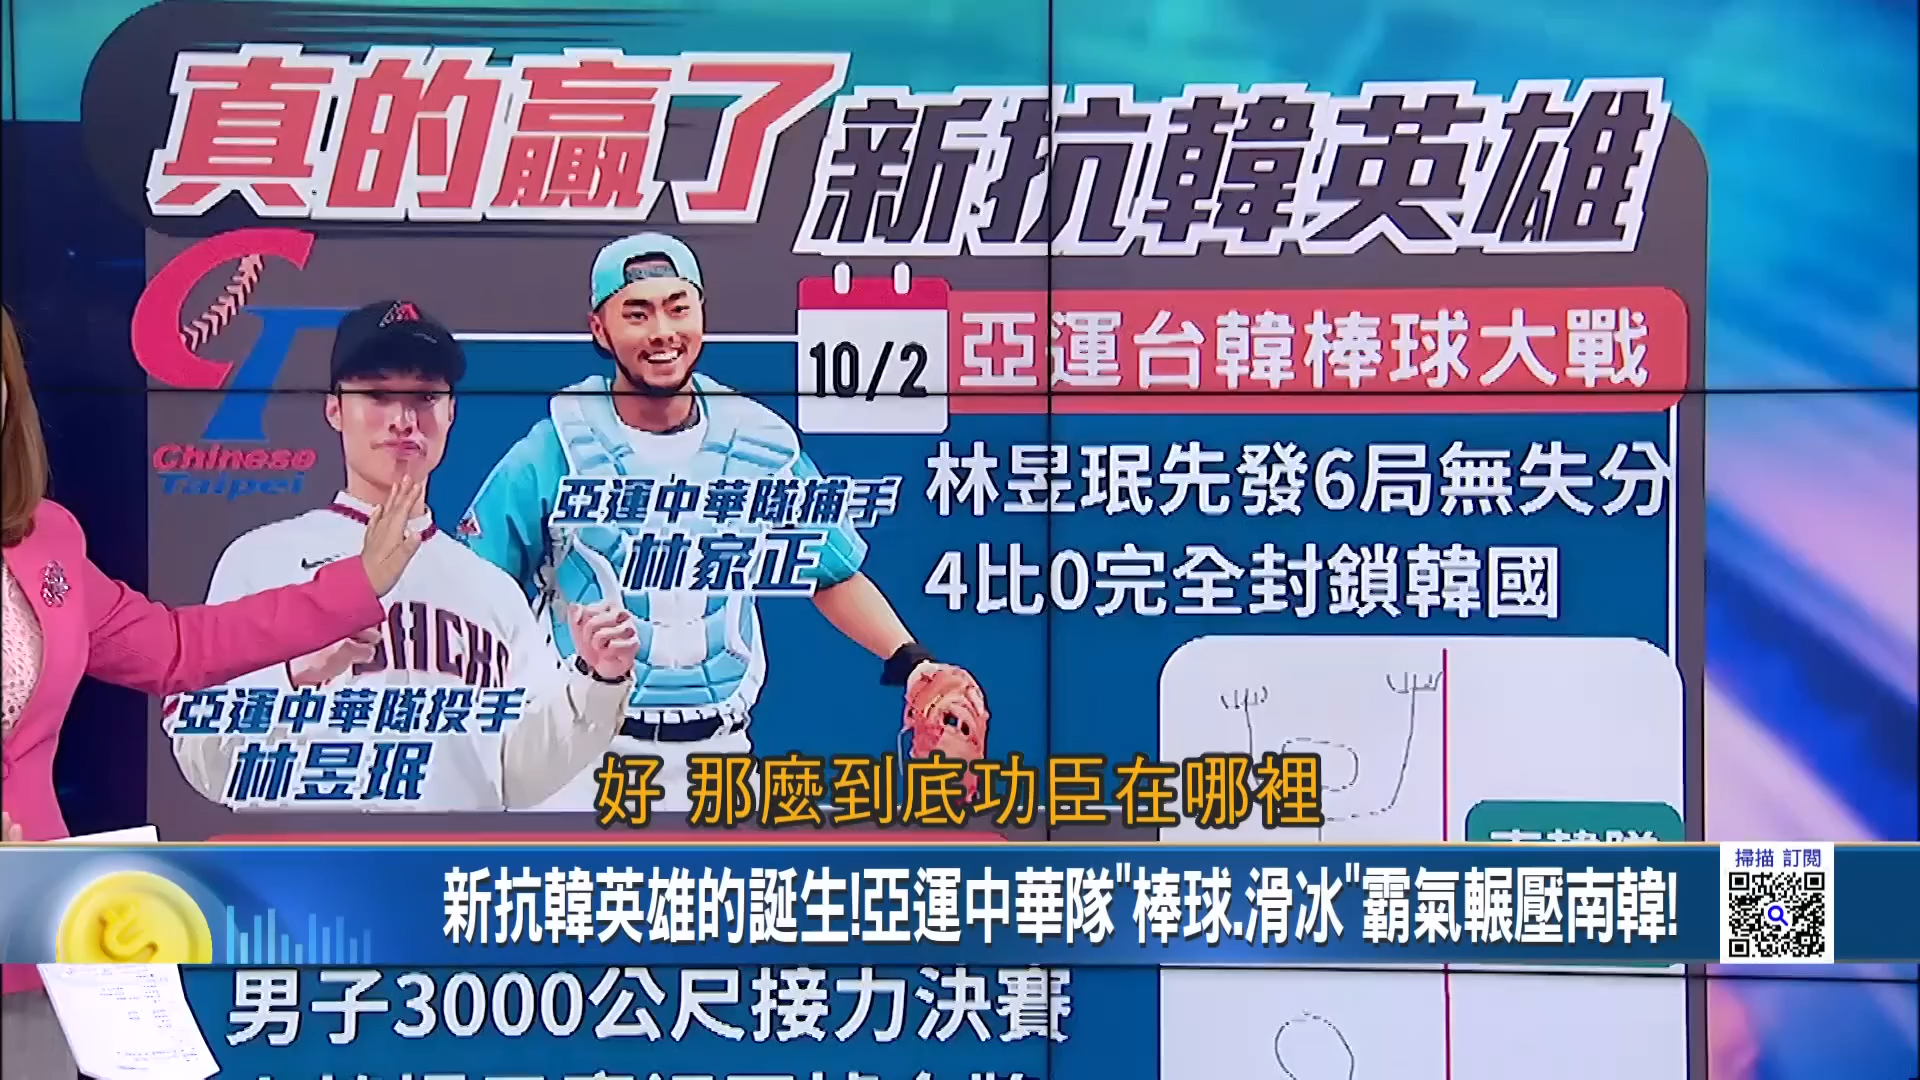 真的贏了
新抗韓英雄
10/2
亞運台韓棒球大戰
Chinese
Taipei
林昱珉先發6局無失分
4比0完全封鎖韓國
亞運中華隊捕手
林家正
亞運中華隊投手
林昱珉
好 那麼到底功臣在哪裡
新抗韓英雄的誕生!亞運中華隊"棒球.滑冰"霸氣輾壓南韓!
掃描 訂閱
男子3000公尺接力決賽